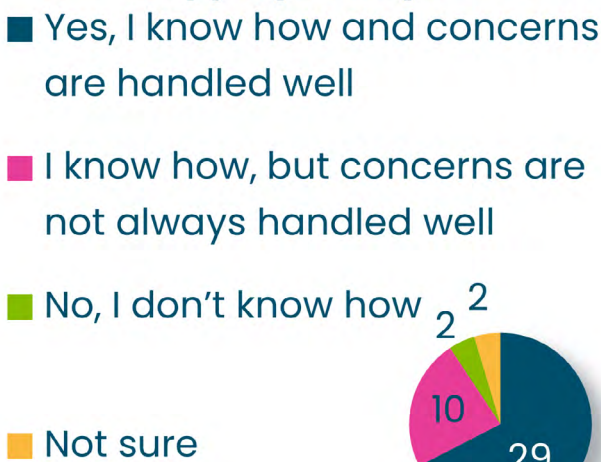 Yes, I know how and concerns
are handled well
I know how, but concerns are
not always handled well
No, I don't know how
2
2
10
29
Not sure